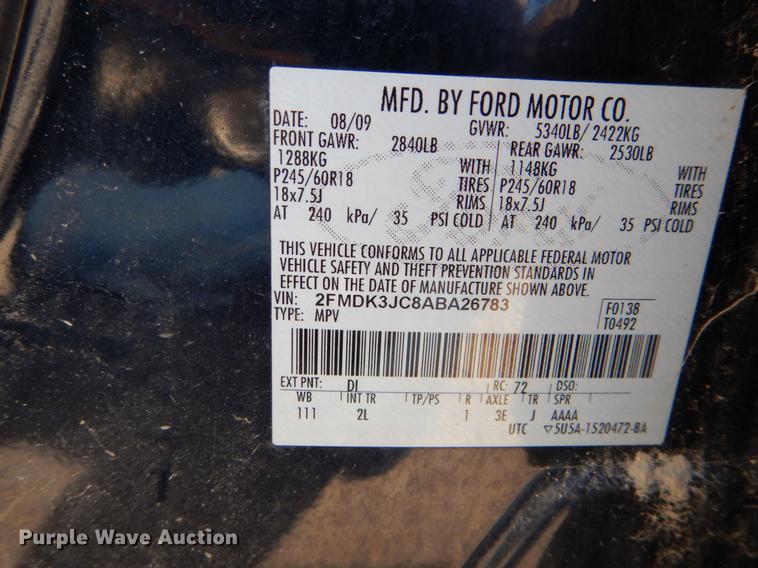 MFD. BY FORD MOTOR CO.
DATE: 08/09 GVWR: 5340LB/ 2422KG
FRONT GAWR: 2840LB REAR GAWR: 2530LB
1288KG WITH 1148KG WITH
P245/60R18 TIRES P245/60R18 TIRES
18x7.5J RIMS 18x7.5J RIMS
AT 240 kPa/ 35 PSI COLD AT 240 kPa/ 35 PSI COLD
THIS VEHICLE CONFORMS TO ALL APPLICABLE FEDERAL MOTOR
VEHICLE SAFETY AND THEFT PREVENTION STANDARDS IN
EFFECT ON THE DATE OF MANUFACTURE SHOWN ABOVE.
VIN: 2FMDK3JC8ABA26783 F0138
TYPE: MPV T0492
EXT PNT: DI RC: 72 DSO:
WB INT TR TP/PS R AXLE TR SPR
111 2L 1 3E J AAAA
UTC ▽5U5A-1520472-BA
Purple Wave Auction